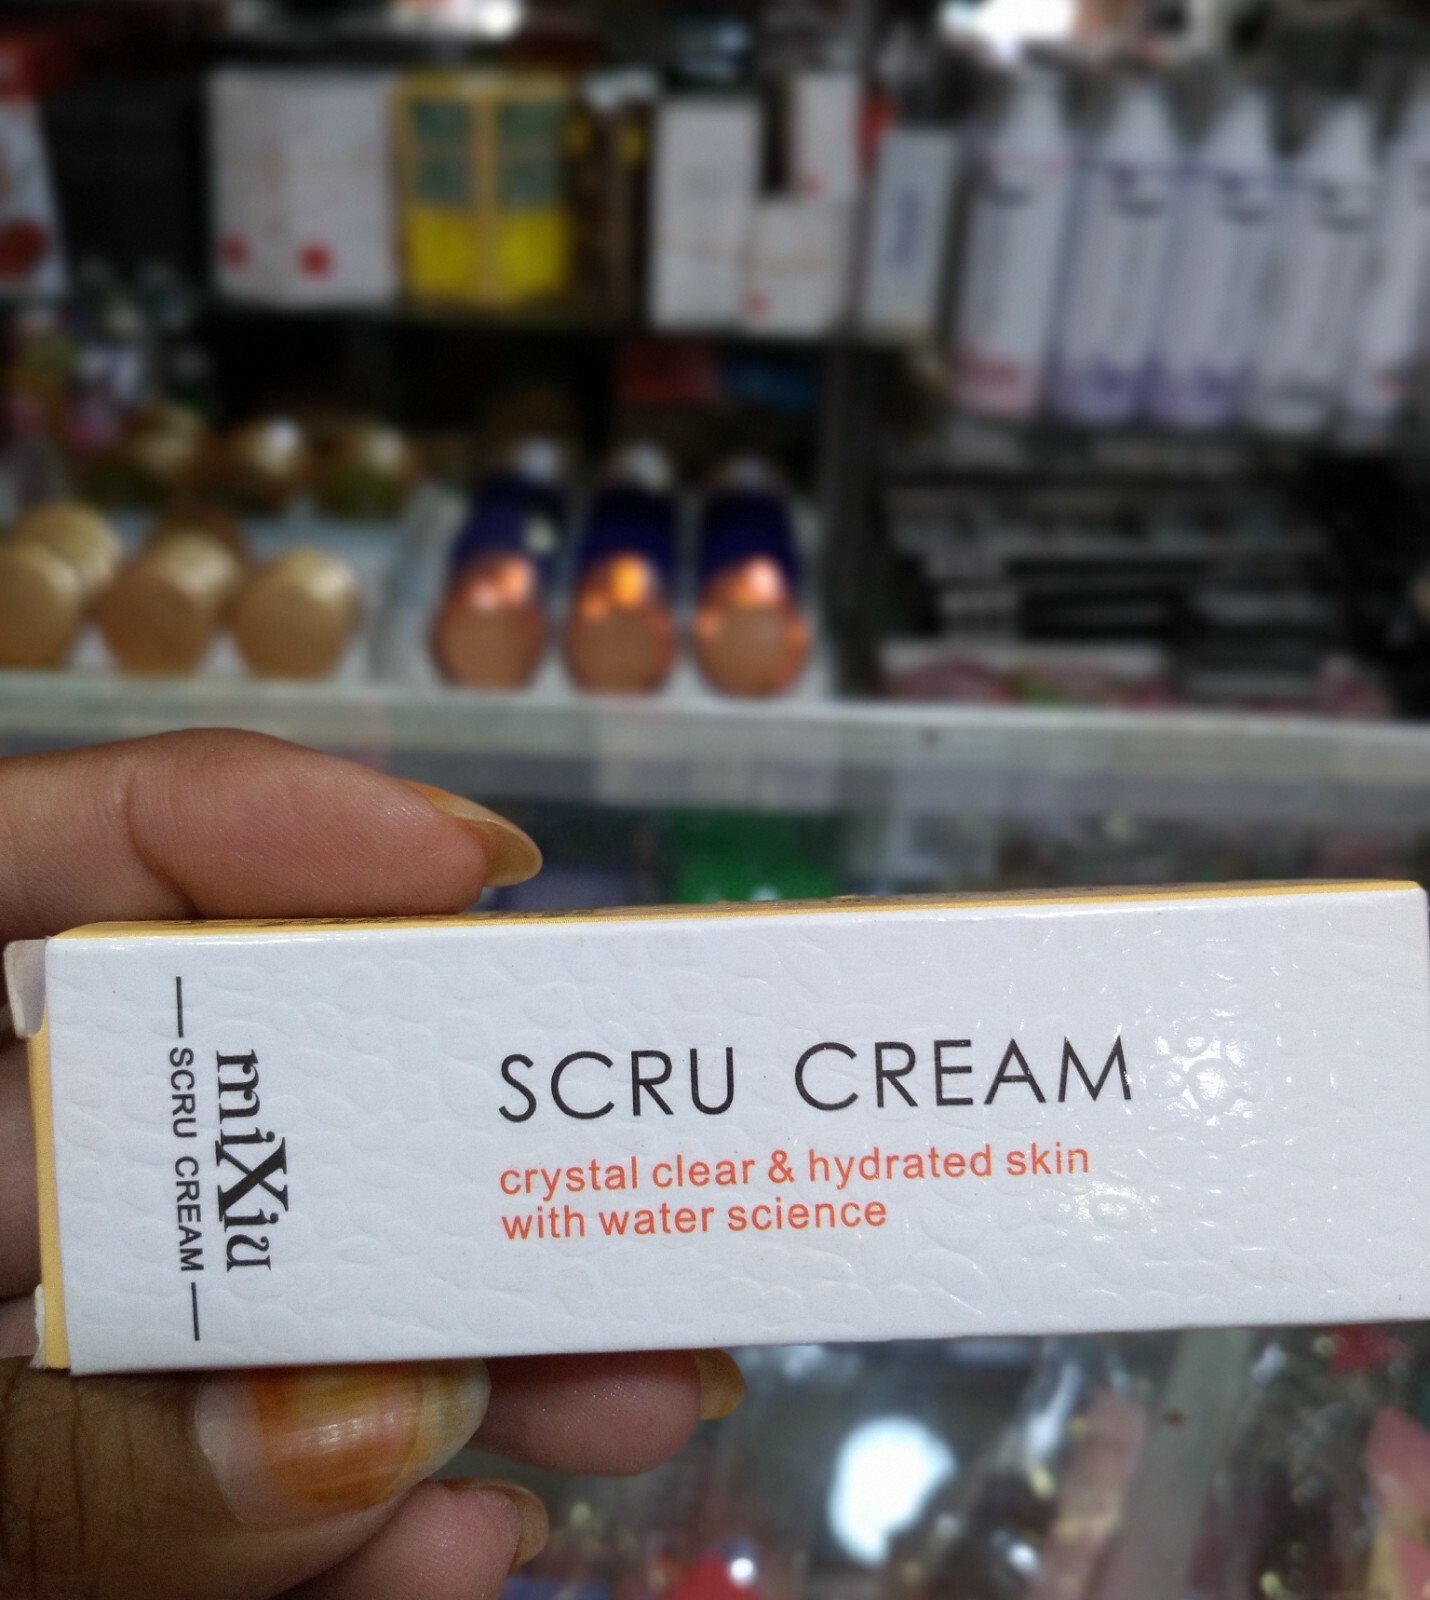 miXiu
SCRU CREAM
SCRU CREAM
crystal clear & hydrated skin
with water science